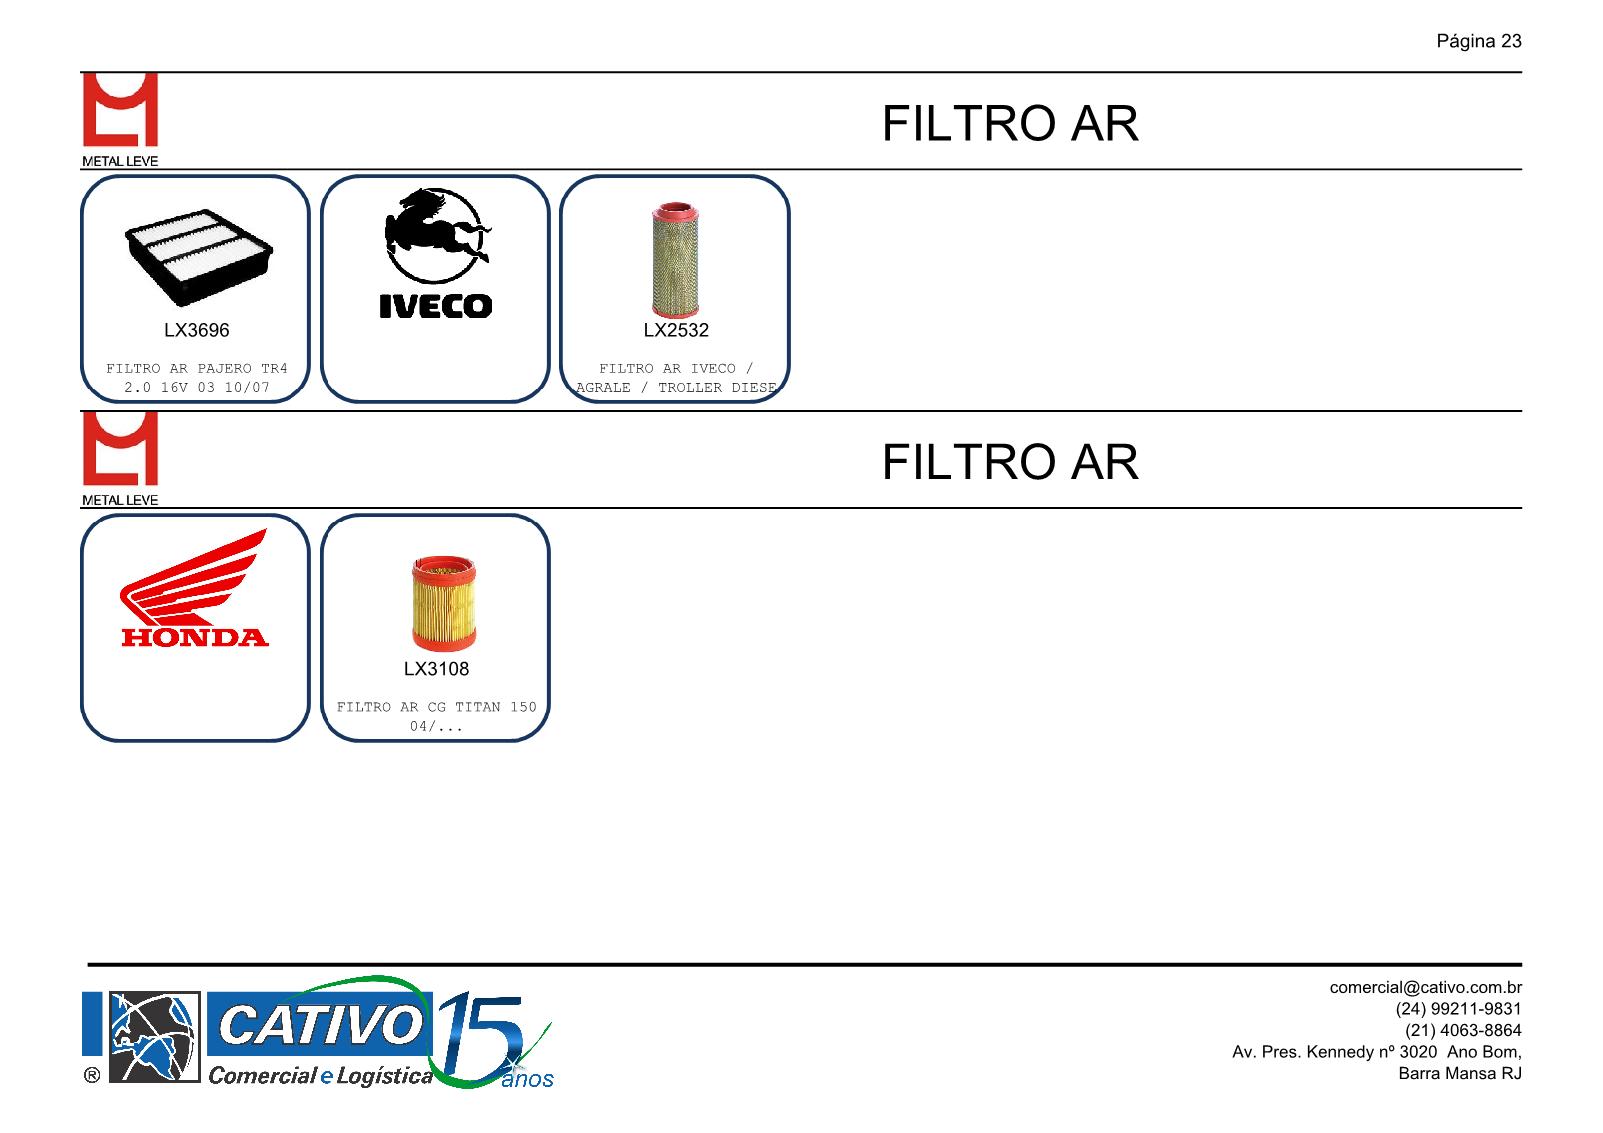 Página 23
METAL LEVE
FILTRO AR
LX3696
FILTRO AR PAJERO TR4
2.0 16V 03 10/07
IVECO
LX2532
FILTRO AR IVECO /
AGRALE / TROLLER DIESE
METAL LEVE
FILTRO AR
HONDA
LX3108
FILTRO AR CG TITAN 150
04/...
® CATIVO 15 anos
Comercial e Logística
comercial@cativo.com.br
(24) 99211-9831
(21) 4063-8864
Av. Pres. Kennedy nº 3020 Ano Bom,
Barra Mansa RJ